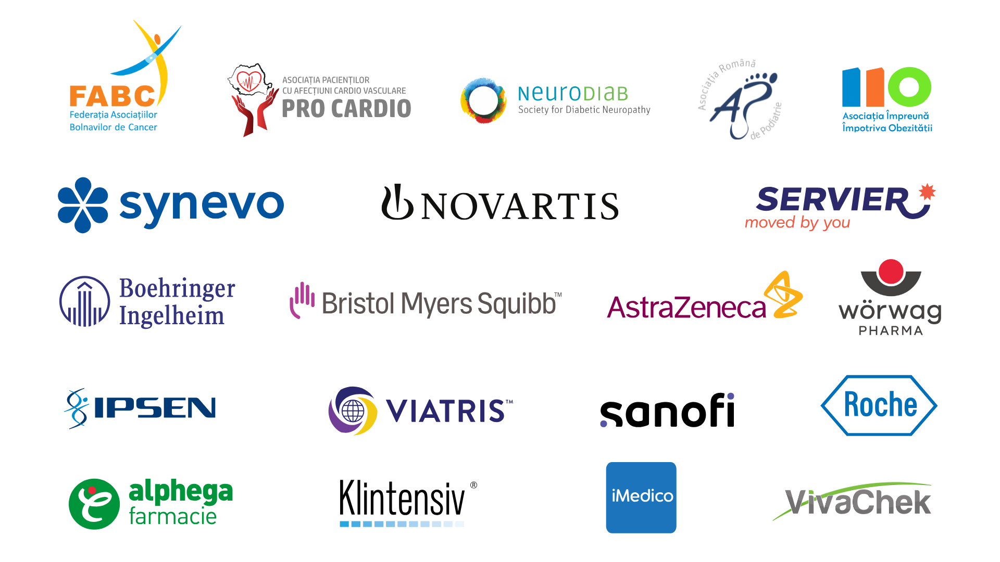 FABC
Federația Asociațiilor
Bolnavilor de Cancer
ASOCIAȚIA PACIENȚILOR
CU AFECȚIUNI CARDIO VASCULARE
PRO CARDIO
NEURODIAB
Society for Diabetic Neuropathy
Asociația Română
AP
de Podiatrie
IIO
Asociația Împreună
Împotriva Obezității
synevo
NOVARTIS
SERVIER
moved by you
Boehringer
Ingelheim
Bristol Myers Squibb™
AstraZeneca
wörwag
PHARMA
IPSEN
VIATRIS™
sanofi
Roche
alphega
farmacie
Klintensiv®
iMedico
VivaChek